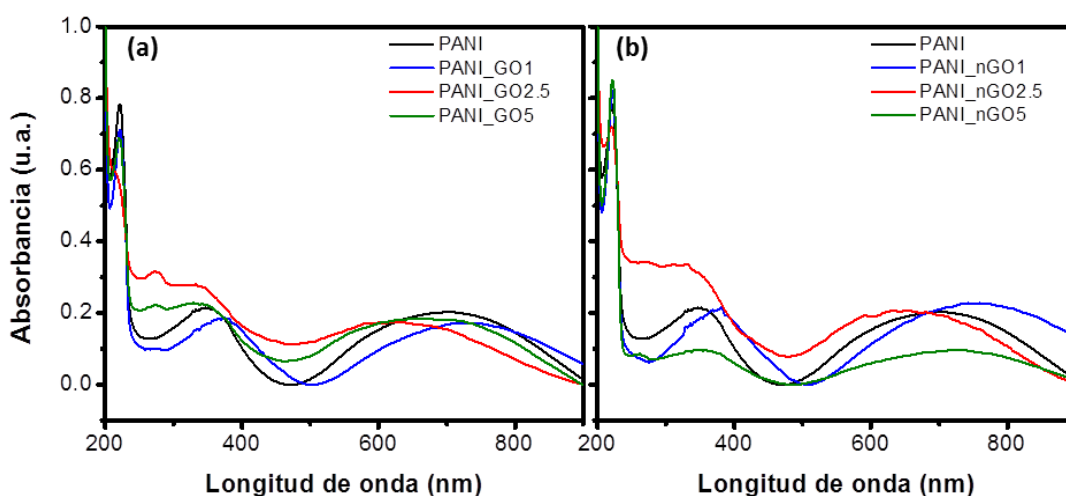 (a)
PANI
PANI_GO1
PANI_GO2.5
PANI_GO5
(b)
PANI
PANI_nGO1
PANI_nGO2.5
PANI_nGO5
Absorbancia (u.a.)
1.0
0.8
0.6
0.4
0.2
0.0
200 400 600 800
200 400 600 800
Longitud de onda (nm)
Longitud de onda (nm)